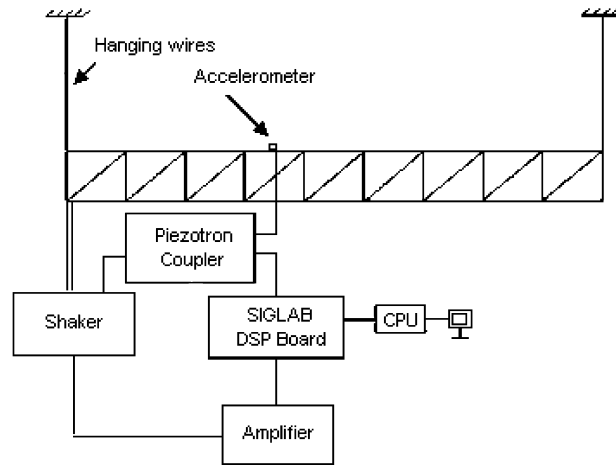 Hanging wires
Accelerometer
Piezotron
Coupler
Shaker
SIGLAB
DSP Board
CPU
Amplifier